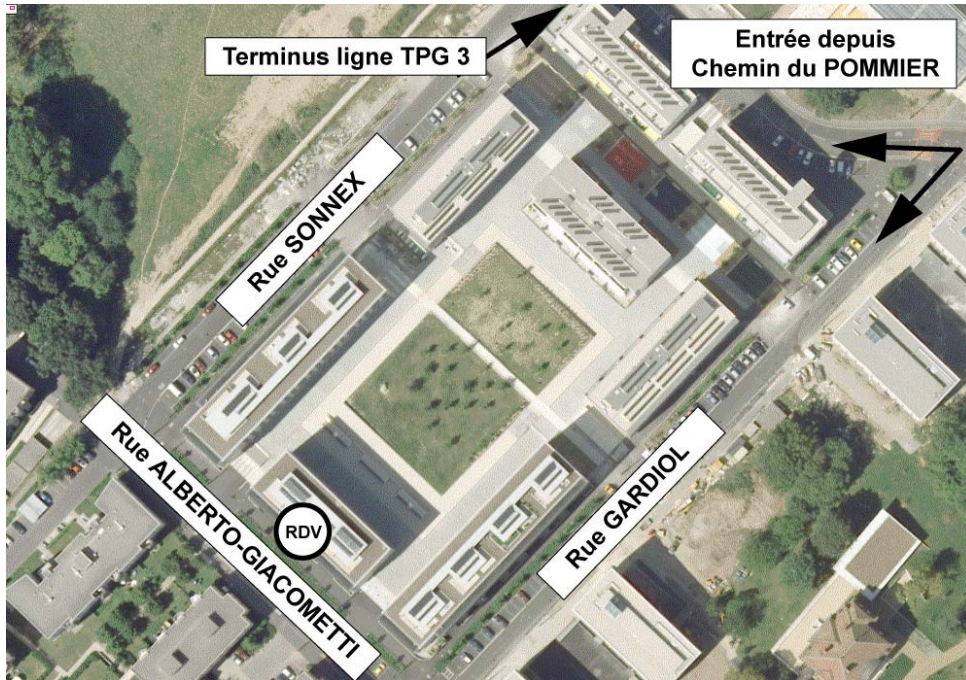 Terminus ligne TPG 3
Entrée depuis
Chemin du POMMIER
Rue SONNEX
Rue ALBERTO-GIACOMETTI
RDV
Rue GARDIOL